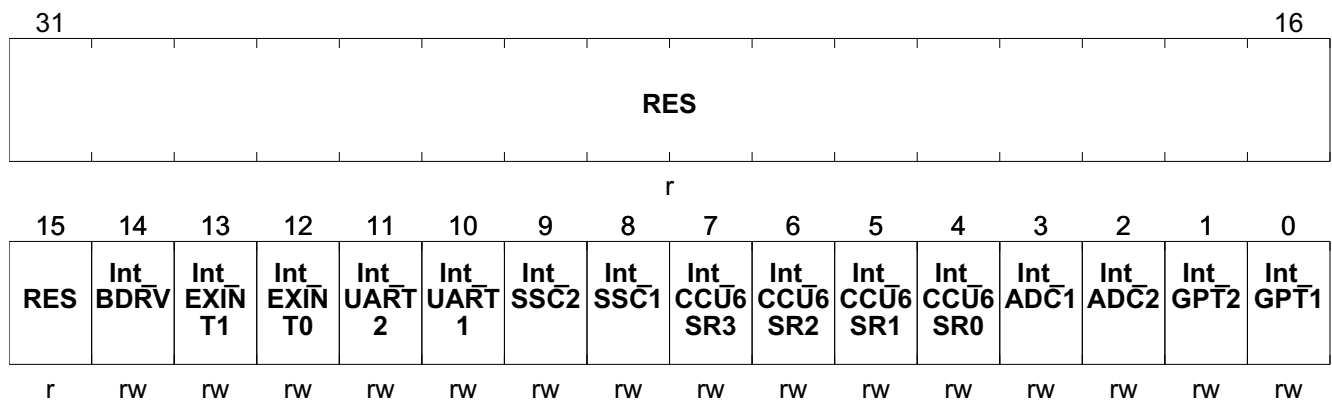 31 16
RES
r
15 14 13 12 11 10 9 8 7 6 5 4 3 2 1 0
RES Int_BDRV Int_EXINT1 Int_EXINT0 Int_UART2 Int_UART1 Int_SSC2 Int_SSC1 Int_CCU6SR3 Int_CCU6SR2 Int_CCU6SR1 Int_CCU6SR0 Int_ADC1 Int_ADC2 Int_GPT2 Int_GPT1
r rw rw rw rw rw rw rw rw rw rw rw rw rw rw rw